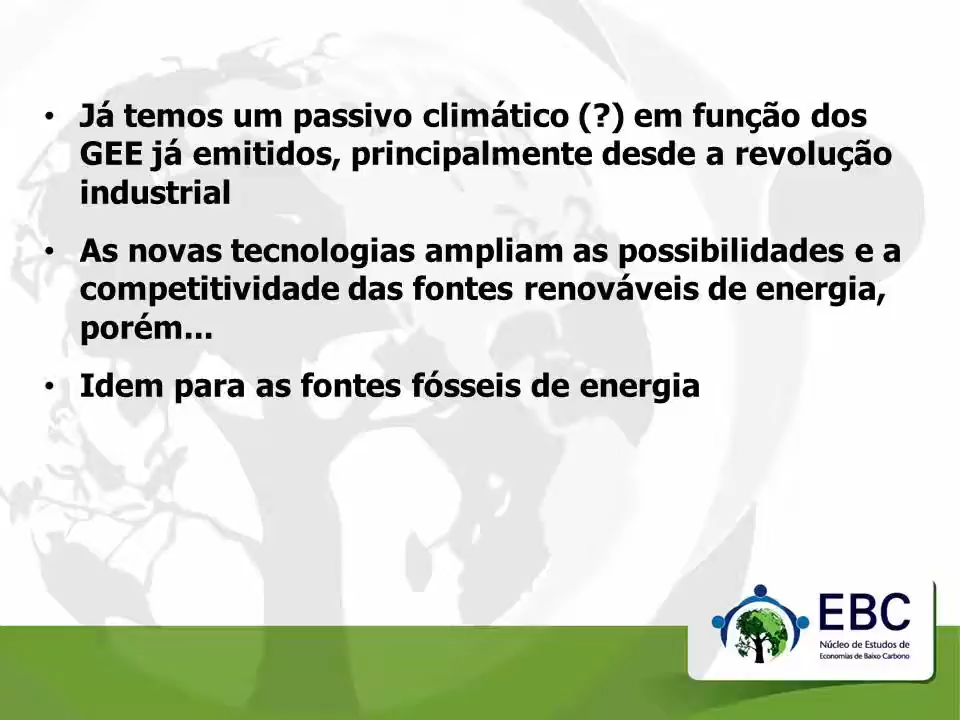 • Já temos um passivo climático (?) em função dos
GEE já emitidos, principalmente desde a revolução
industrial
• As novas tecnologias ampliam as possibilidades e a
competitividade das fontes renováveis de energia,
porém...
• Idem para as fontes fósseis de energia
EBC
Núcleo de Estudos de
Economias de Baixo Carbono